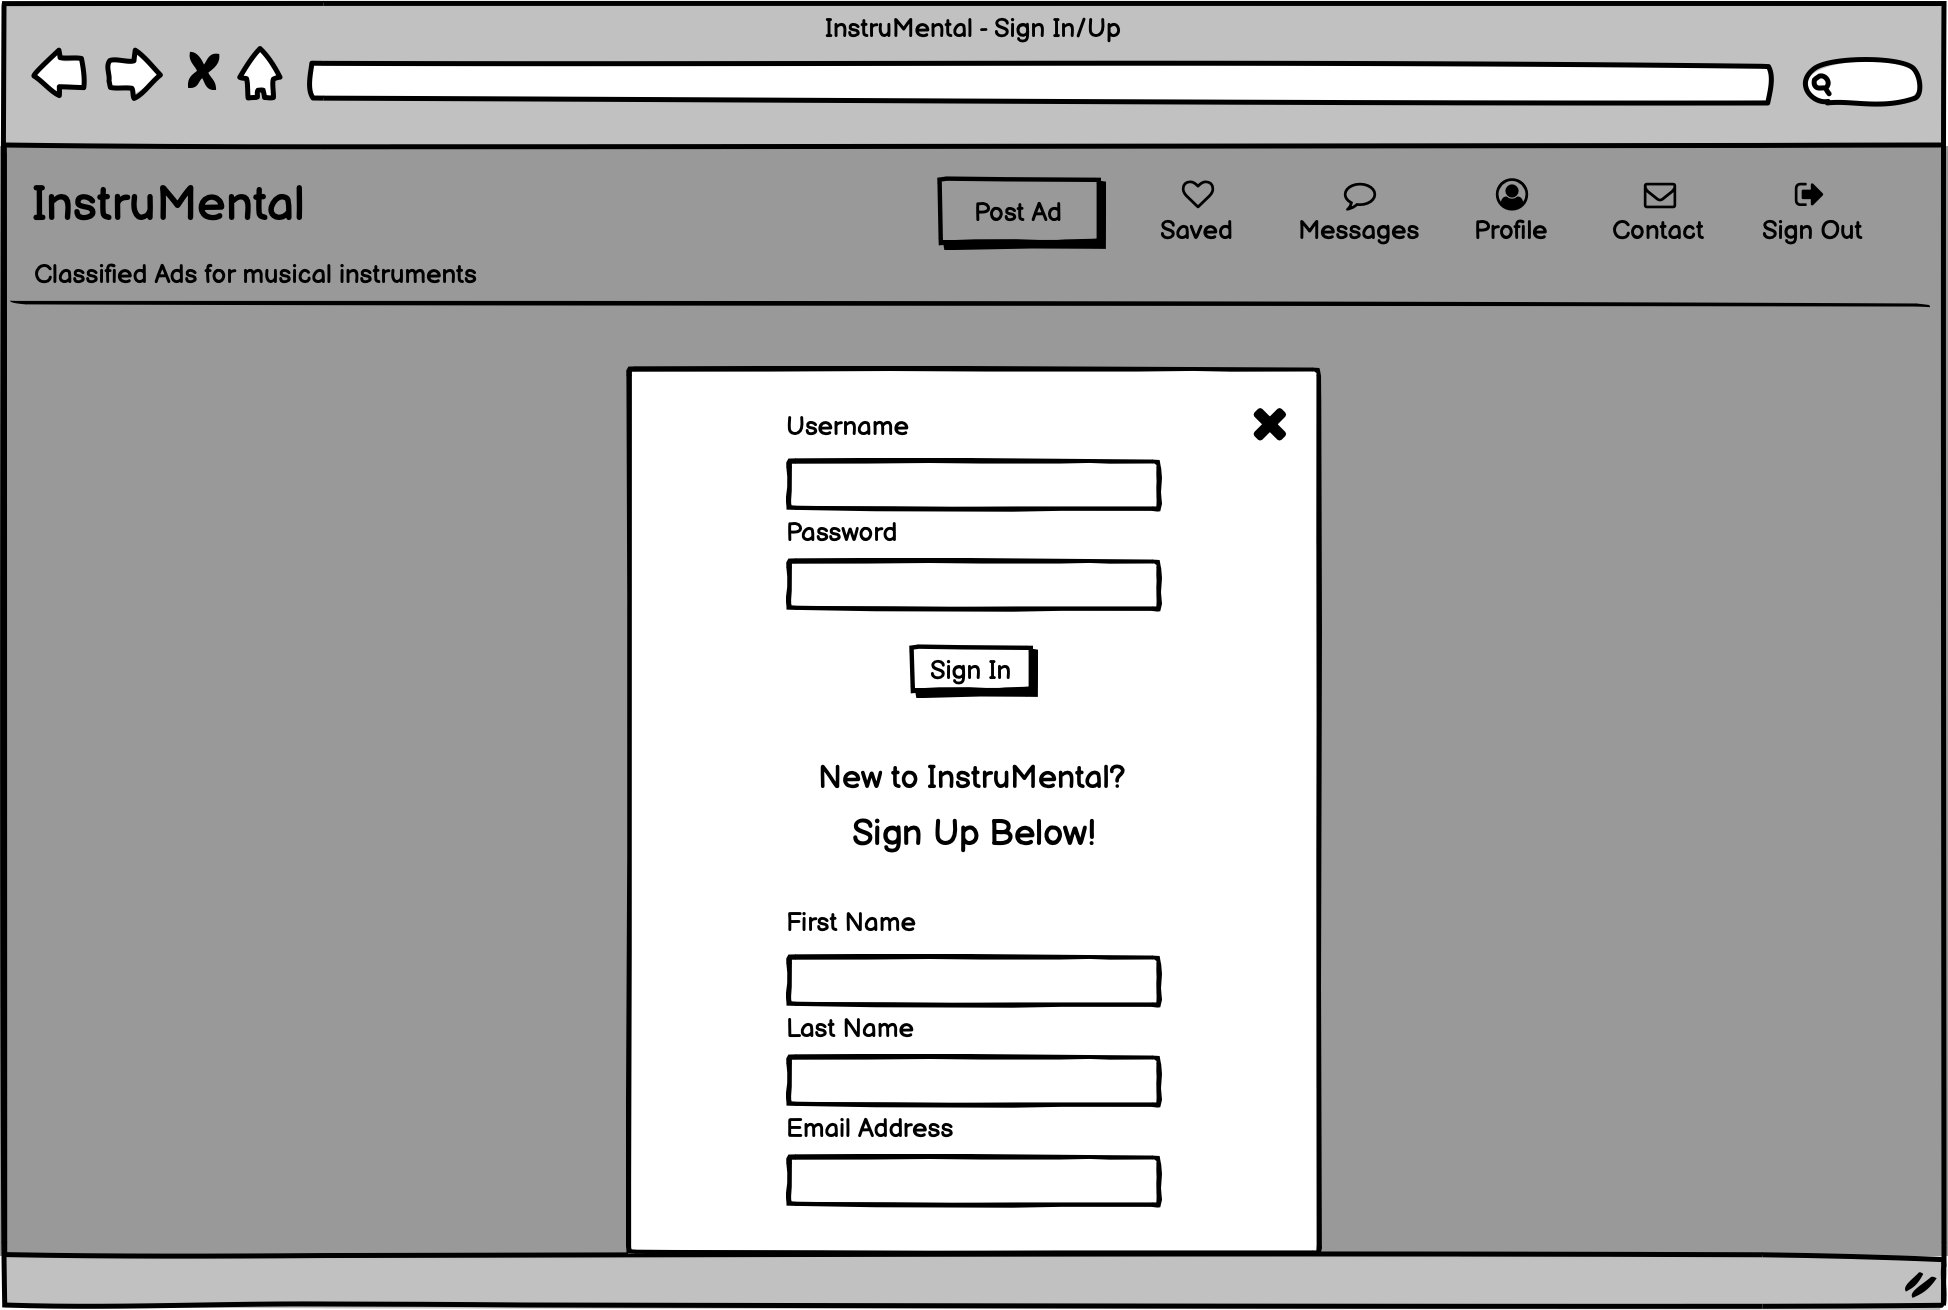 InstruMental - Sign In/Up
InstruMental
Post Ad
Saved
Messages
Profile
Contact
Sign Out
Classified Ads for musical instruments
Username
Password
Sign In
New to InstruMental?
Sign Up Below!
First Name
Last Name
Email Address